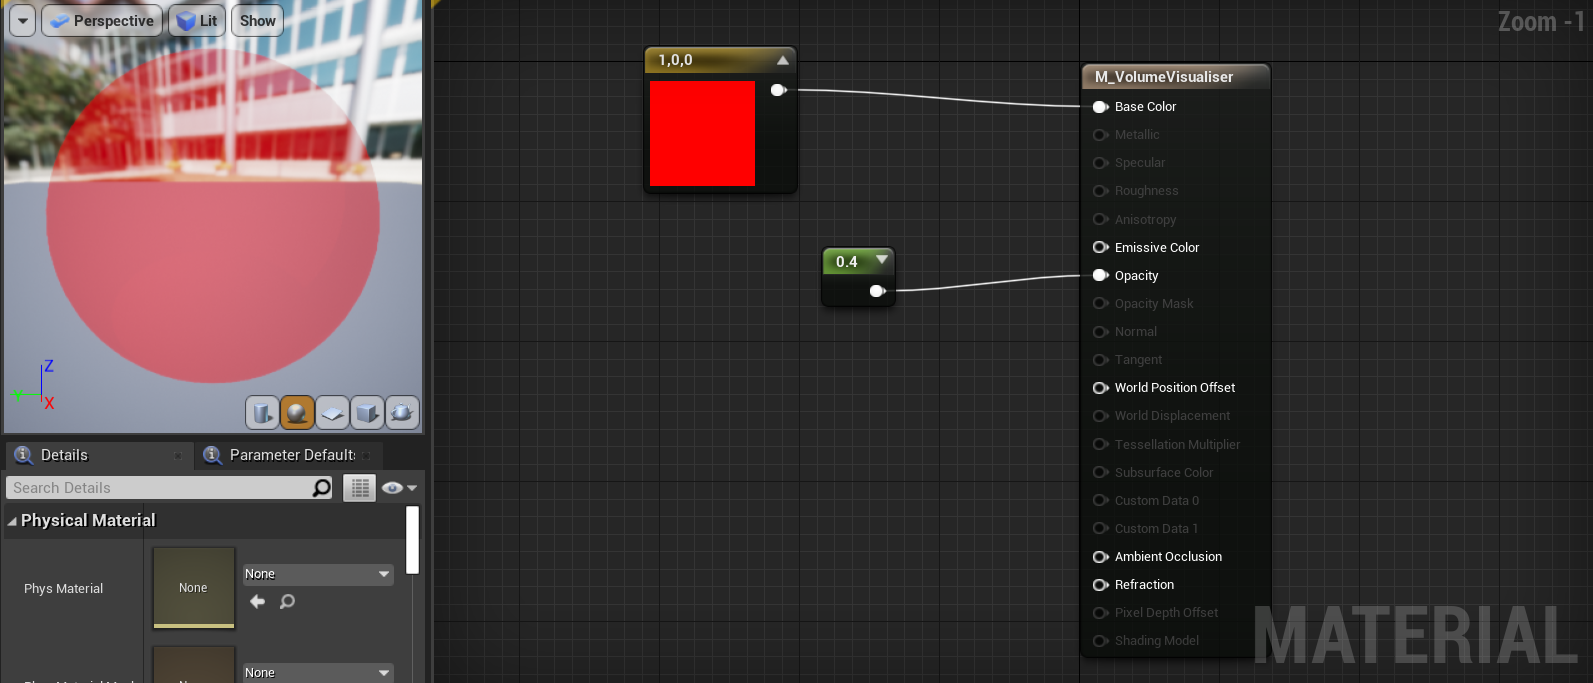 Perspective
Lit
Show
Z
X
Details
Parameter Default
Search Details
Physical Material
Phys Material
None
None
None
Zoom -1
1,0,0
0.4
M_VolumeVisualiser
Base Color
Metallic
Specular
Roughness
Anisotropy
Emissive Color
Opacity
Opacity Mask
Normal
Tangent
World Position Offset
World Displacement
Tessellation Multiplier
Subsurface Color
Custom Data 0
Custom Data 1
Ambient Occlusion
Refraction
Pixel Depth Offset
Shading Model
MATERIAL